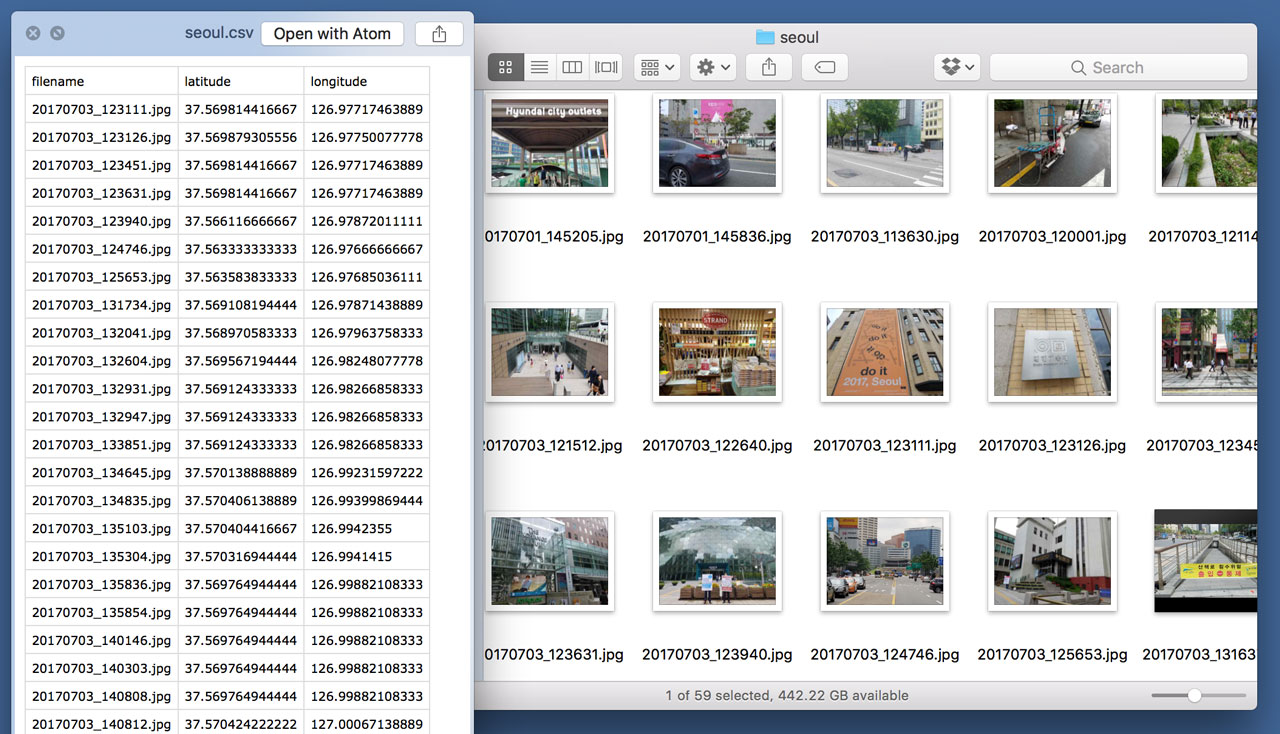 seoul.csv
Open with Atom
filename latitude longitude
20170703_123111.jpg 37.569814416667 126.97717463889
20170703_123126.jpg 37.569879305556 126.97750077778
20170703_123451.jpg 37.569814416667 126.97717463889
20170703_123631.jpg 37.569814416667 126.97717463889
20170703_123940.jpg 37.566116666667 126.97872011111
20170703_124746.jpg 37.563333333333 126.97666666667
20170703_125653.jpg 37.563583833333 126.97685036111
20170703_131734.jpg 37.569108194444 126.97871438889
20170703_132041.jpg 37.569970583333 126.97963758333
20170703_132604.jpg 37.569567194444 126.98248077778
20170703_132931.jpg 37.569124333333 126.98266858333
20170703_132947.jpg 37.569124333333 126.98266858333
20170703_133851.jpg 37.569124333333 126.98266858333
20170703_134645.jpg 37.570138888889 126.99231597222
20170703_134835.jpg 37.570406138889 126.99399869444
20170703_135103.jpg 37.570404416667 126.9942355
20170703_135304.jpg 37.570316944444 126.9941415
20170703_135836.jpg 37.569764944444 126.99882108333
20170703_135854.jpg 37.569764944444 126.99882108333
20170703_140146.jpg 37.569764944444 126.99882108333
20170703_140303.jpg 37.569764944444 126.99882108333
20170703_140808.jpg 37.569764944444 126.99882108333
20170703_140812.jpg 37.570424222222 127.00067138889
seoul
Search
Hyundai city outlets
20170701_145205.jpg 20170701_145836.jpg 20170703_113630.jpg 20170703_120001.jpg 20170703_12114
STRAND
do it
do it
do it
2017, Seoul
20170703_121512.jpg 20170703_122640.jpg 20170703_123111.jpg 20170703_123126.jpg 20170703_12345
출입 통제
20170703_123631.jpg 20170703_123940.jpg 20170703_124746.jpg 20170703_125653.jpg 20170703_13163
1 of 59 selected, 442.22 GB available